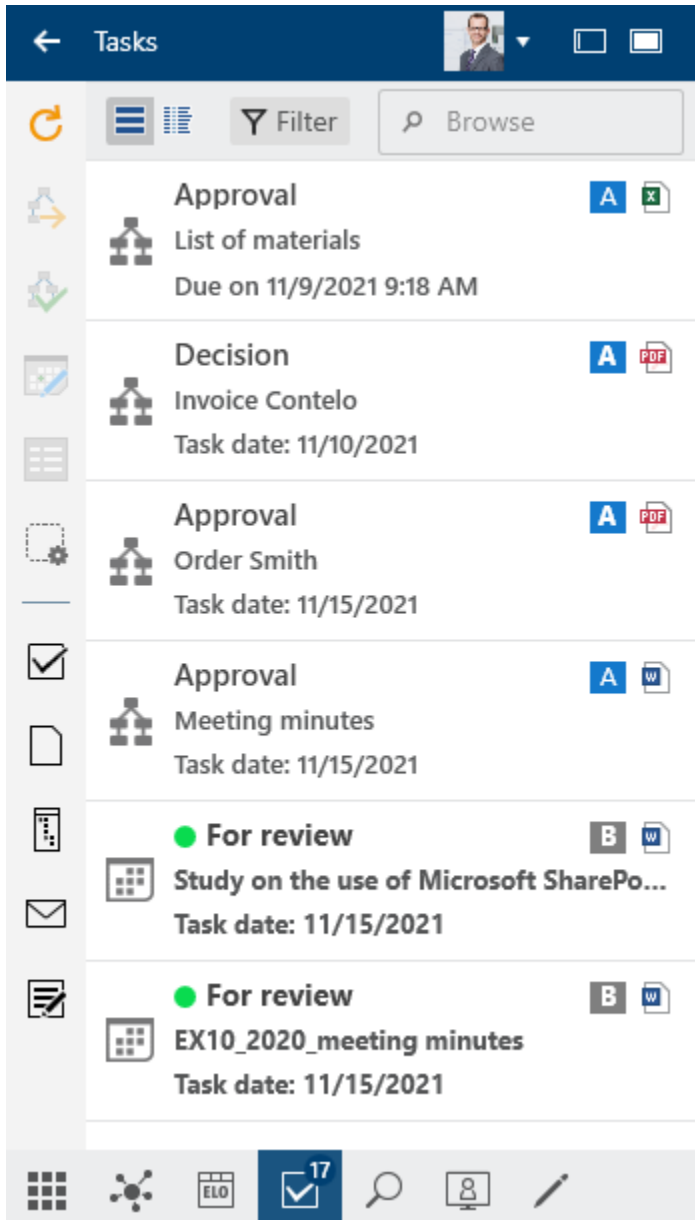 Tasks
Filter
Browse
Approval A X
List of materials
Due on 11/9/2021 9:18 AM
Decision A PDF
Invoice Contelo
Task date: 11/10/2021
Approval A PDF
Order Smith
Task date: 11/15/2021
Approval A W
Meeting minutes
Task date: 11/15/2021
For review B W
Study on the use of Microsoft SharePo...
Task date: 11/15/2021
For review B W
EX10_2020_meeting minutes
Task date: 11/15/2021
ELO 17